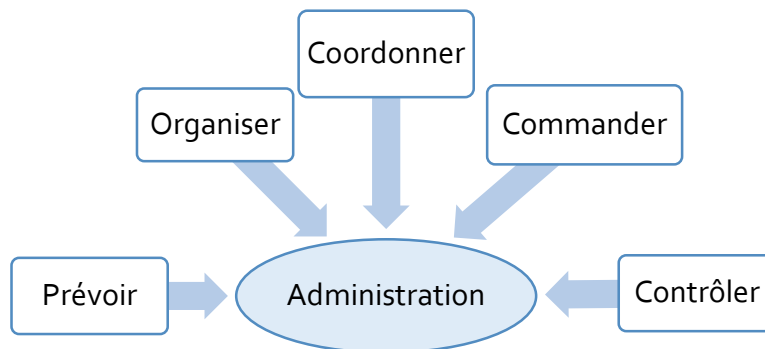 Coordonner
Organiser
Commander
Prévoir
Administration
Contrôler